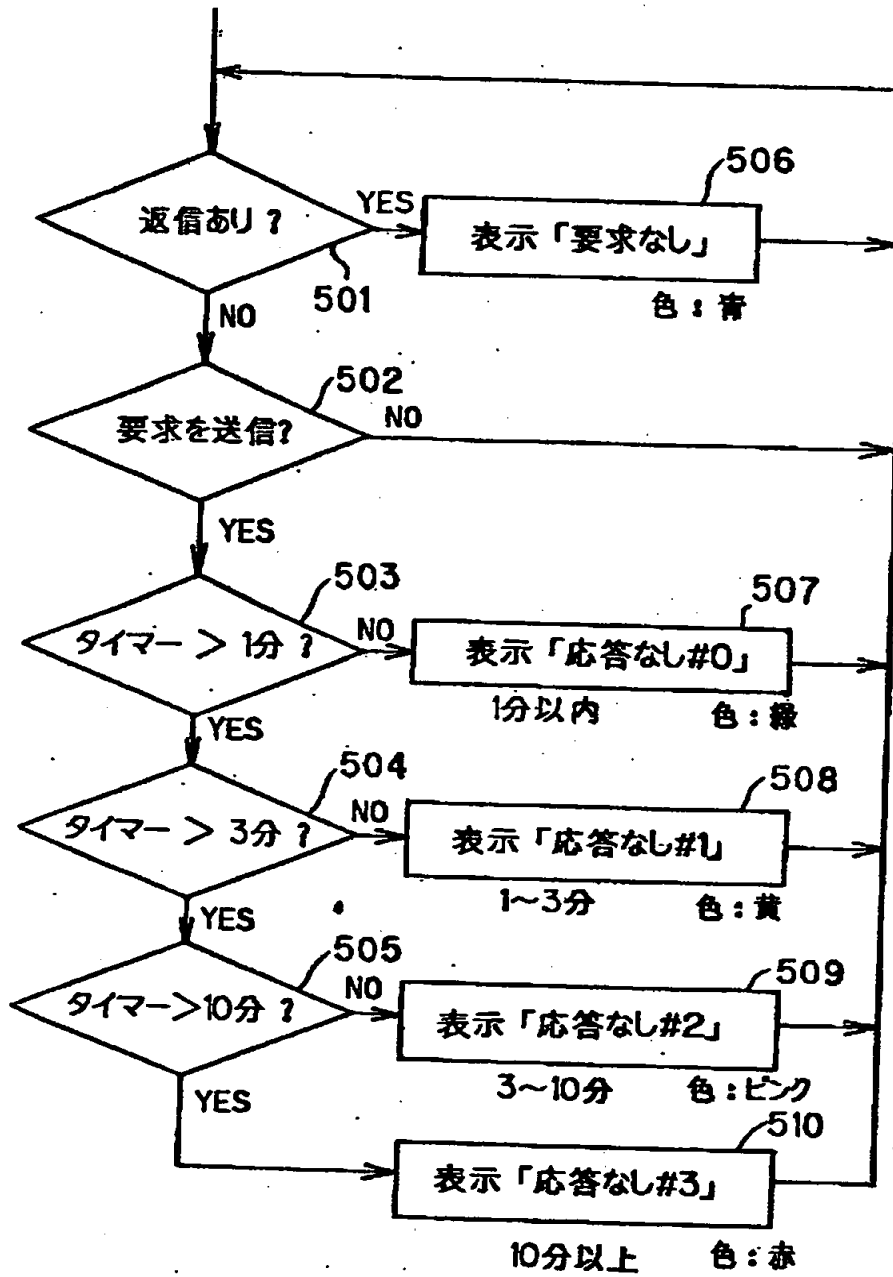 506
返信あり?
YES
表示「要求なし」
501
色:青
NO
502
要求を送信?
NO
YES
503
507
タイマー > 1分 ?
NO
表示「応答なし#0」
1分以内
色:緑
YES
504
508
タイマー > 3分 ?
NO
表示「応答なし#1」
1~3分
色:黄
YES
505
509
タイマー>10分 ?
NO
表示「応答なし#2」
3~10分
色:ピンク
YES
510
表示「応答なし#3」
10分以上
色:赤